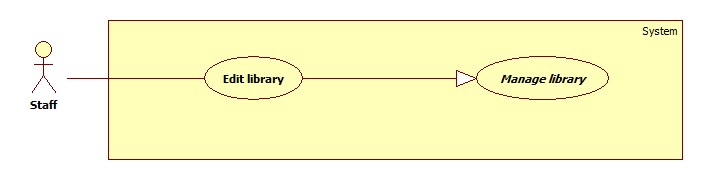 System
Edit library
Manage library
Staff